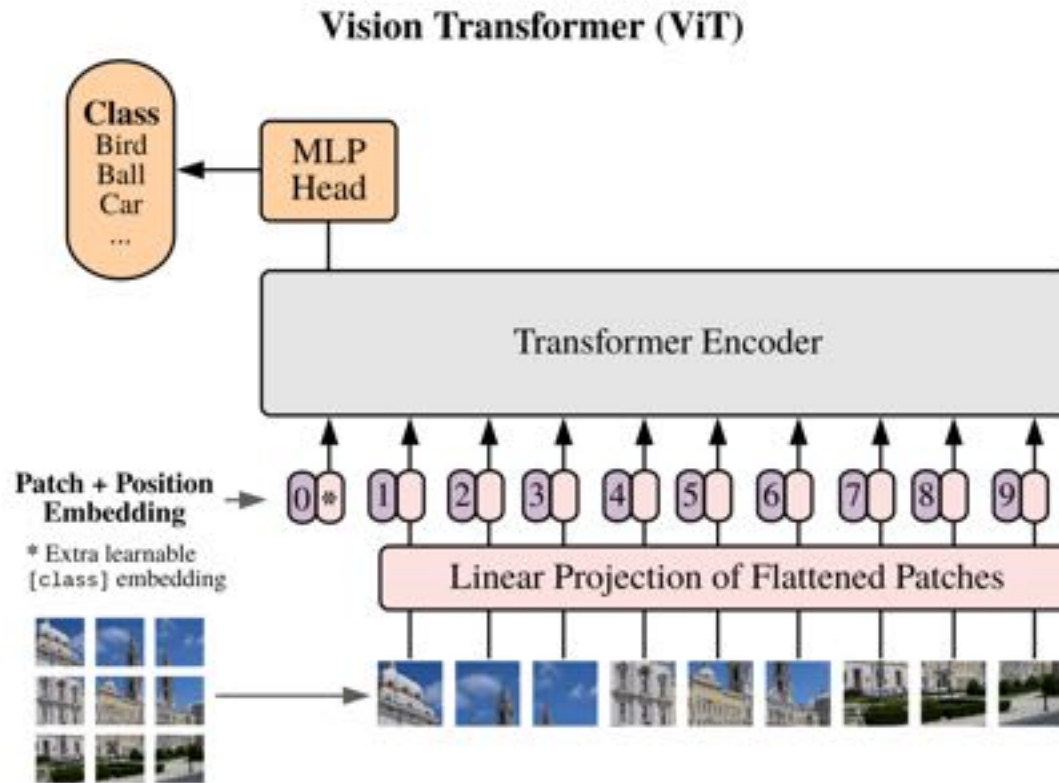 Vision Transformer (ViT)
Class
Bird
Ball
Car
...
MLP
Head
Transformer Encoder
Patch + Position
Embedding
0 * 1 2 3 4 5 6 7 8 9
* Extra learnable
[class] embedding
Linear Projection of Flattened Patches